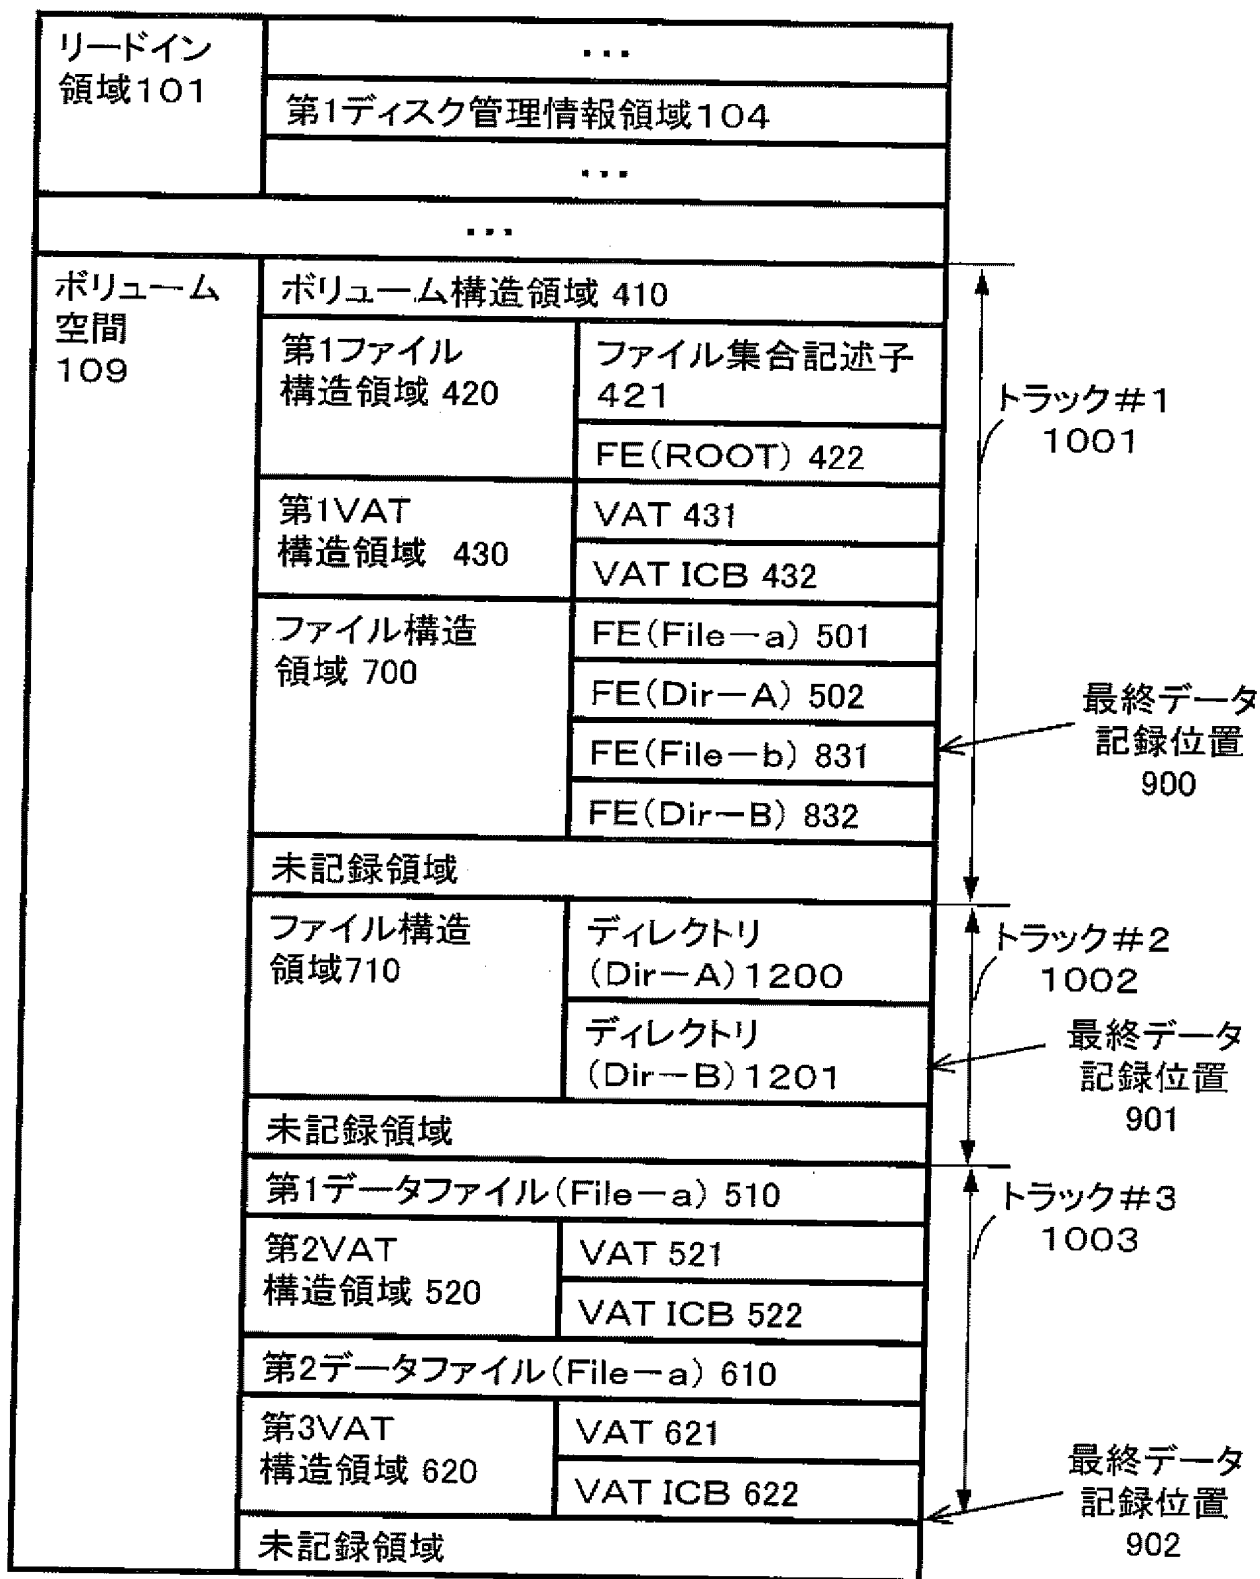 リードイン
領域101
...
第1ディスク管理情報領域104
...
...
ボリューム
空間
109
ボリューム構造領域 410
第1ファイル
構造領域 420
ファイル集合記述子
421
FE(ROOT) 422
第1VAT
構造領域 430
VAT 431
VAT ICB 432
ファイル構造
領域 700
FE(File－a) 501
FE(Dir－A) 502
FE(File－b) 831
FE(Dir－B) 832
未記録領域
トラック＃1
1001
最終データ
記録位置
900
ファイル構造
領域710
ディレクトリ
(Dir－A)1200
ディレクトリ
(Dir－B)1201
未記録領域
トラック＃2
1002
最終データ
記録位置
901
第1データファイル(File－a) 510
第2VAT
構造領域 520
VAT 521
VAT ICB 522
第2データファイル(File－a) 610
第3VAT
構造領域 620
VAT 621
VAT ICB 622
未記録領域
トラック＃3
1003
最終データ
記録位置
902